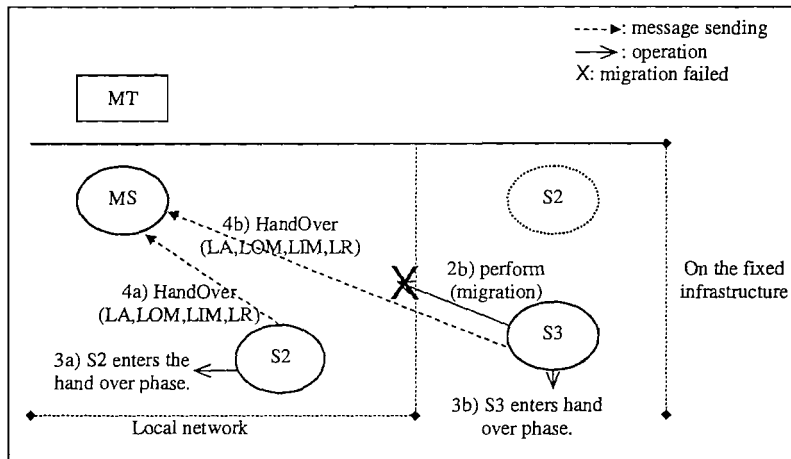 : message sending
: operation
X: migration failed
MT
MS
S2
4b) HandOver
(LA,LOM,LIM,LR)
2b) perform
(migration)
On the fixed
infrastructure
X
4a) HandOver
(LA,LOM,LIM,LR)
S2
S3
3a) S2 enters the
hand over phase.
3b) S3 enters hand
over phase.
Local network